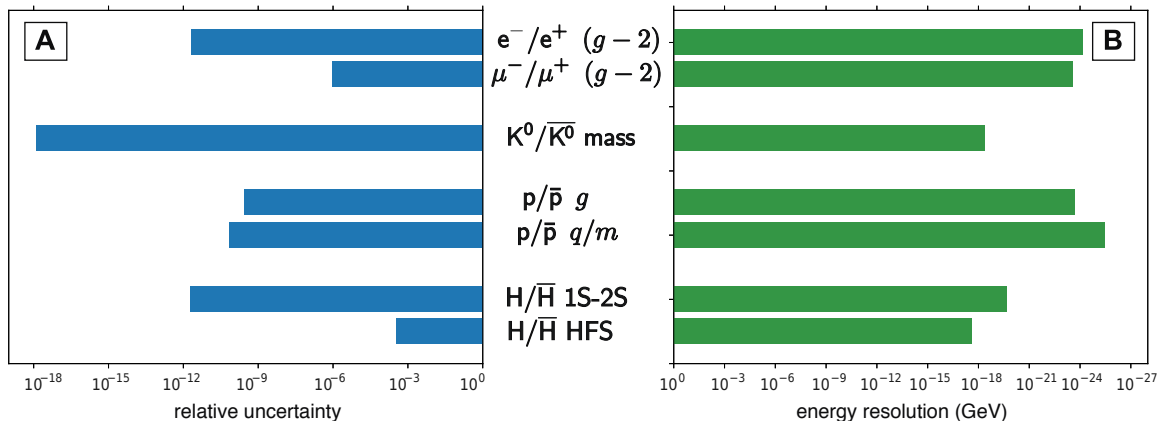 A
B
e⁻/e⁺ (g − 2)
μ⁻/μ⁺ (g − 2)
K⁰/K̅⁰ mass
p/p̄ g
p/p̄ q/m
H/H̅ 1S-2S
H/H̅ HFS
10⁻¹⁸ 10⁻¹⁵ 10⁻¹² 10⁻⁹ 10⁻⁶ 10⁻³ 10⁰
10⁰ 10⁻³ 10⁻⁶ 10⁻⁹ 10⁻¹² 10⁻¹⁵ 10⁻¹⁸ 10⁻²¹ 10⁻²⁴ 10⁻²⁷
relative uncertainty
energy resolution (GeV)